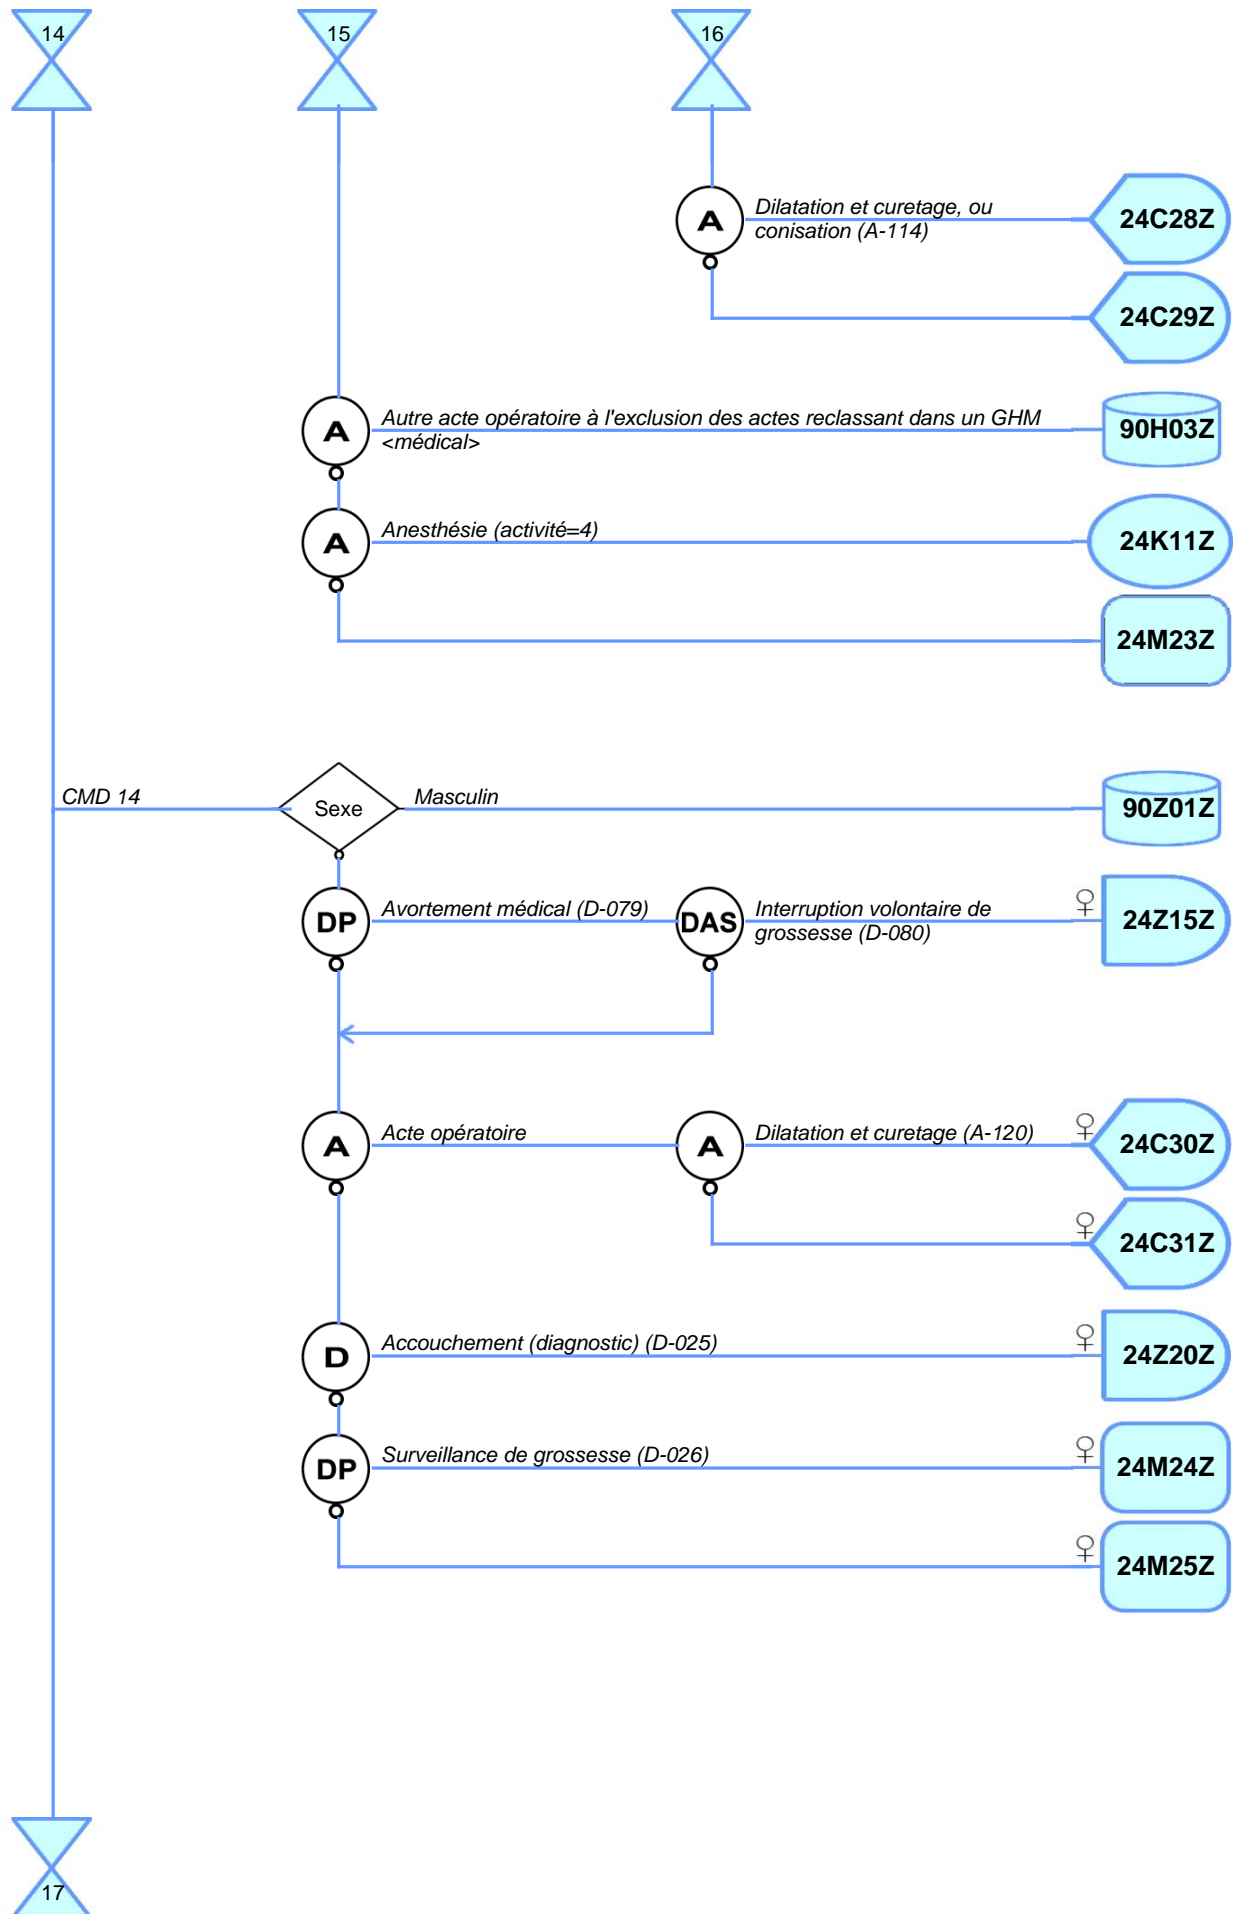 14
15
16
A
Dilatation et curetage, ou
conisation (A-114)
24C28Z
24C29Z
A
Autre acte opératoire à l'exclusion des actes reclassant dans un GHM
<médical>
90H03Z
A
Anesthésie (activité=4)
24K11Z
24M23Z
CMD 14
Sexe
Masculin
90Z01Z
DP
Avortement médical (D-079)
DAS
Interruption volontaire de
grossesse (D-080)
♀
24Z15Z
A
Acte opératoire
A
Dilatation et curetage (A-120)
♀
24C30Z
♀
24C31Z
D
Accouchement (diagnostic) (D-025)
♀
24Z20Z
DP
Surveillance de grossesse (D-026)
♀
24M24Z
♀
24M25Z
17